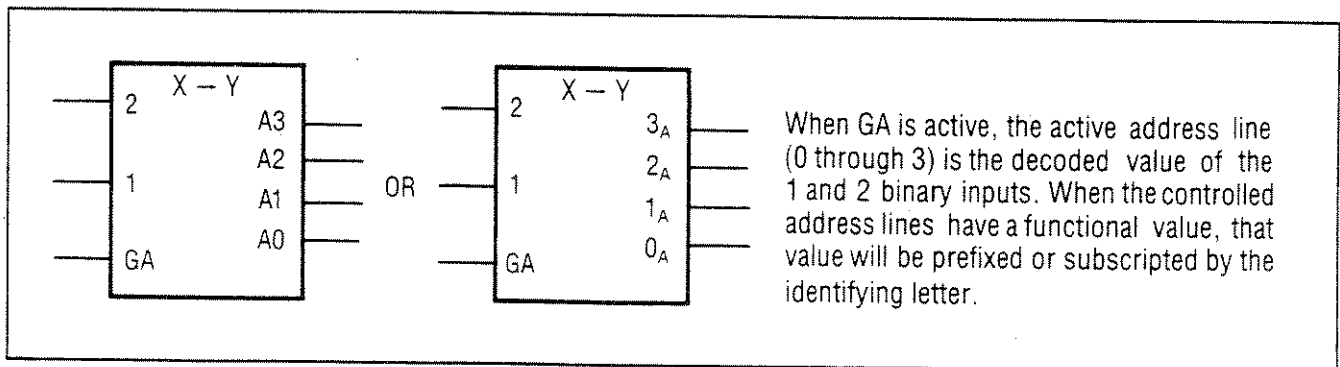 X – Y
2
1
GA
A3
A2
A1
A0
OR
X – Y
2
1
GA
3A
2A
1A
0A
When GA is active, the active address line
(0 through 3) is the decoded value of the
1 and 2 binary inputs. When the controlled
address lines have a functional value, that
value will be prefixed or subscripted by the
identifying letter.